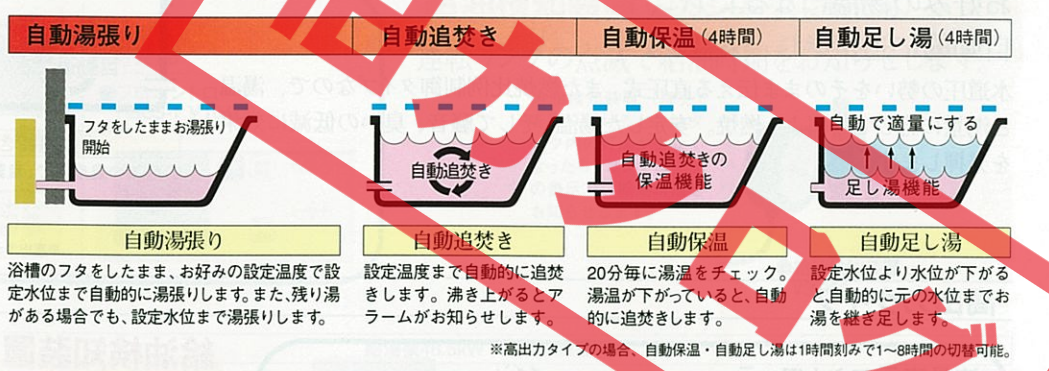 自動湯張り
自動追焚き
自動保温(4時間)
自動足し湯(4時間)
フタをしたままお湯張り
開始
自動追焚き
自動追焚きの
保温機能
自動で適量にする
足し湯機能
自動湯張り
浴槽のフタをしたまま、お好みの設定温度で設
定水位まで自動的に湯張りします。また、残り湯
がある場合でも、設定水位まで湯張りします。
自動追焚き
設定温度まで自動的に追焚
きします。沸き上がるとア
ラームがお知らせします。
自動保温
20分毎に湯温をチェック。
湯温が下がっていると、自動
的に追焚きします。
自動足し湯
設定水位より水位が下がる
と、自動的に元の水位までお
湯を継ぎ足します。
※高出力タイプの場合、自動保温・自動足し湯は1時間刻みで1〜8時間の切替可能。
旧カタログ